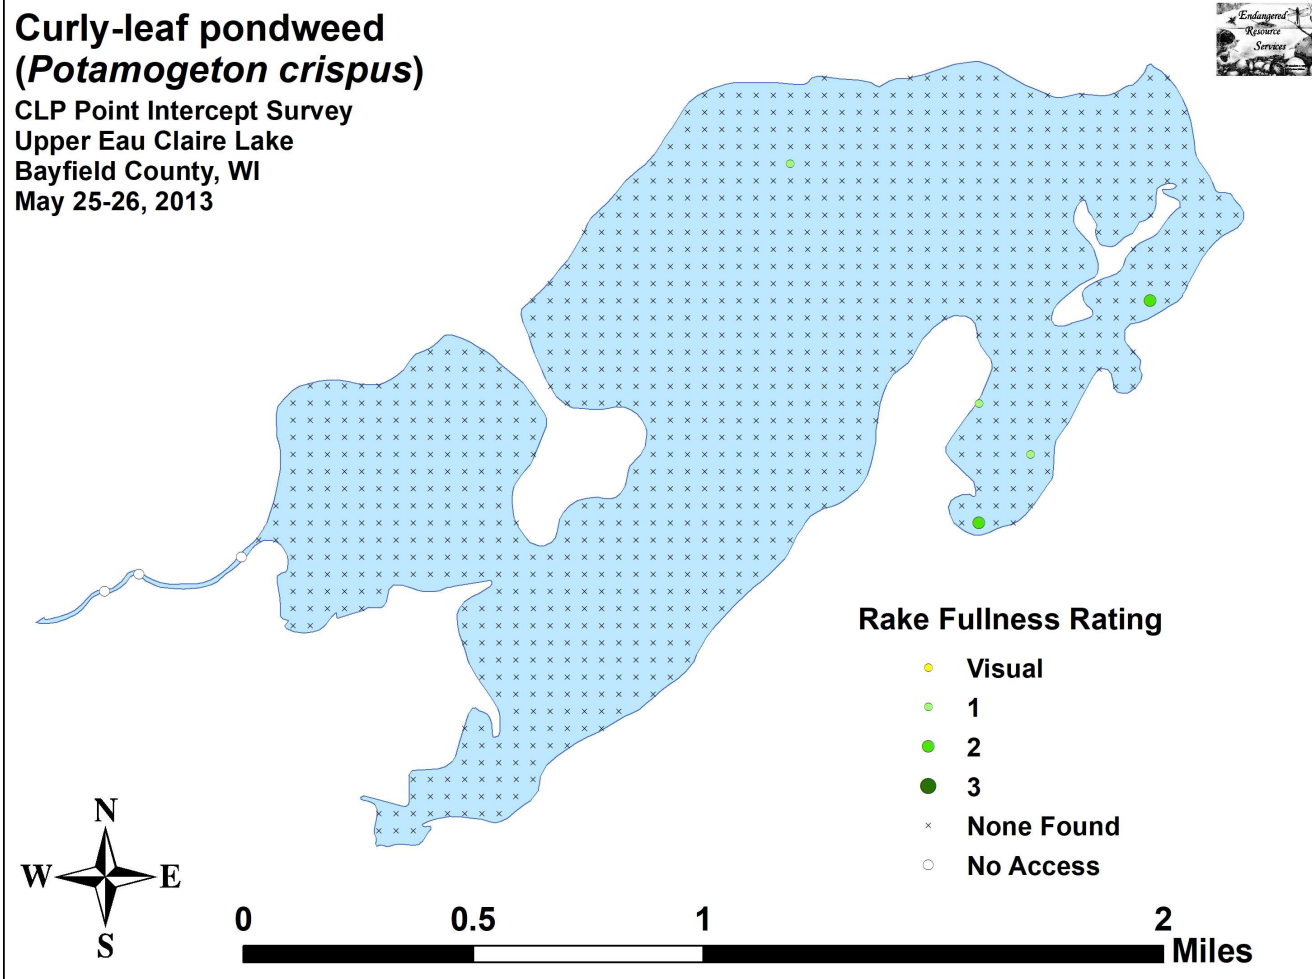 Curly-leaf pondweed
(Potamogeton crispus)
CLP Point Intercept Survey
Upper Eau Claire Lake
Bayfield County, WI
May 25-26, 2013
Endangered
Resource
Services
Rake Fullness Rating
Visual
1
2
3
None Found
No Access
N
W E
S
0 0.5 1 2
Miles